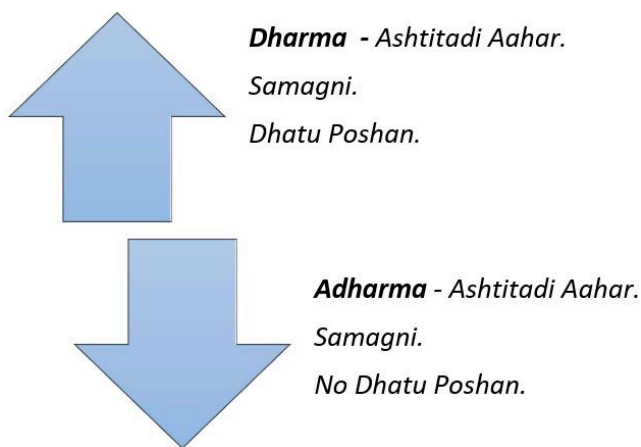 Dharma - Ashtitadi Aahar.
Samagni.
Dhatu Poshan.
Adharma - Ashtitadi Aahar.
Samagni.
No Dhatu Poshan.